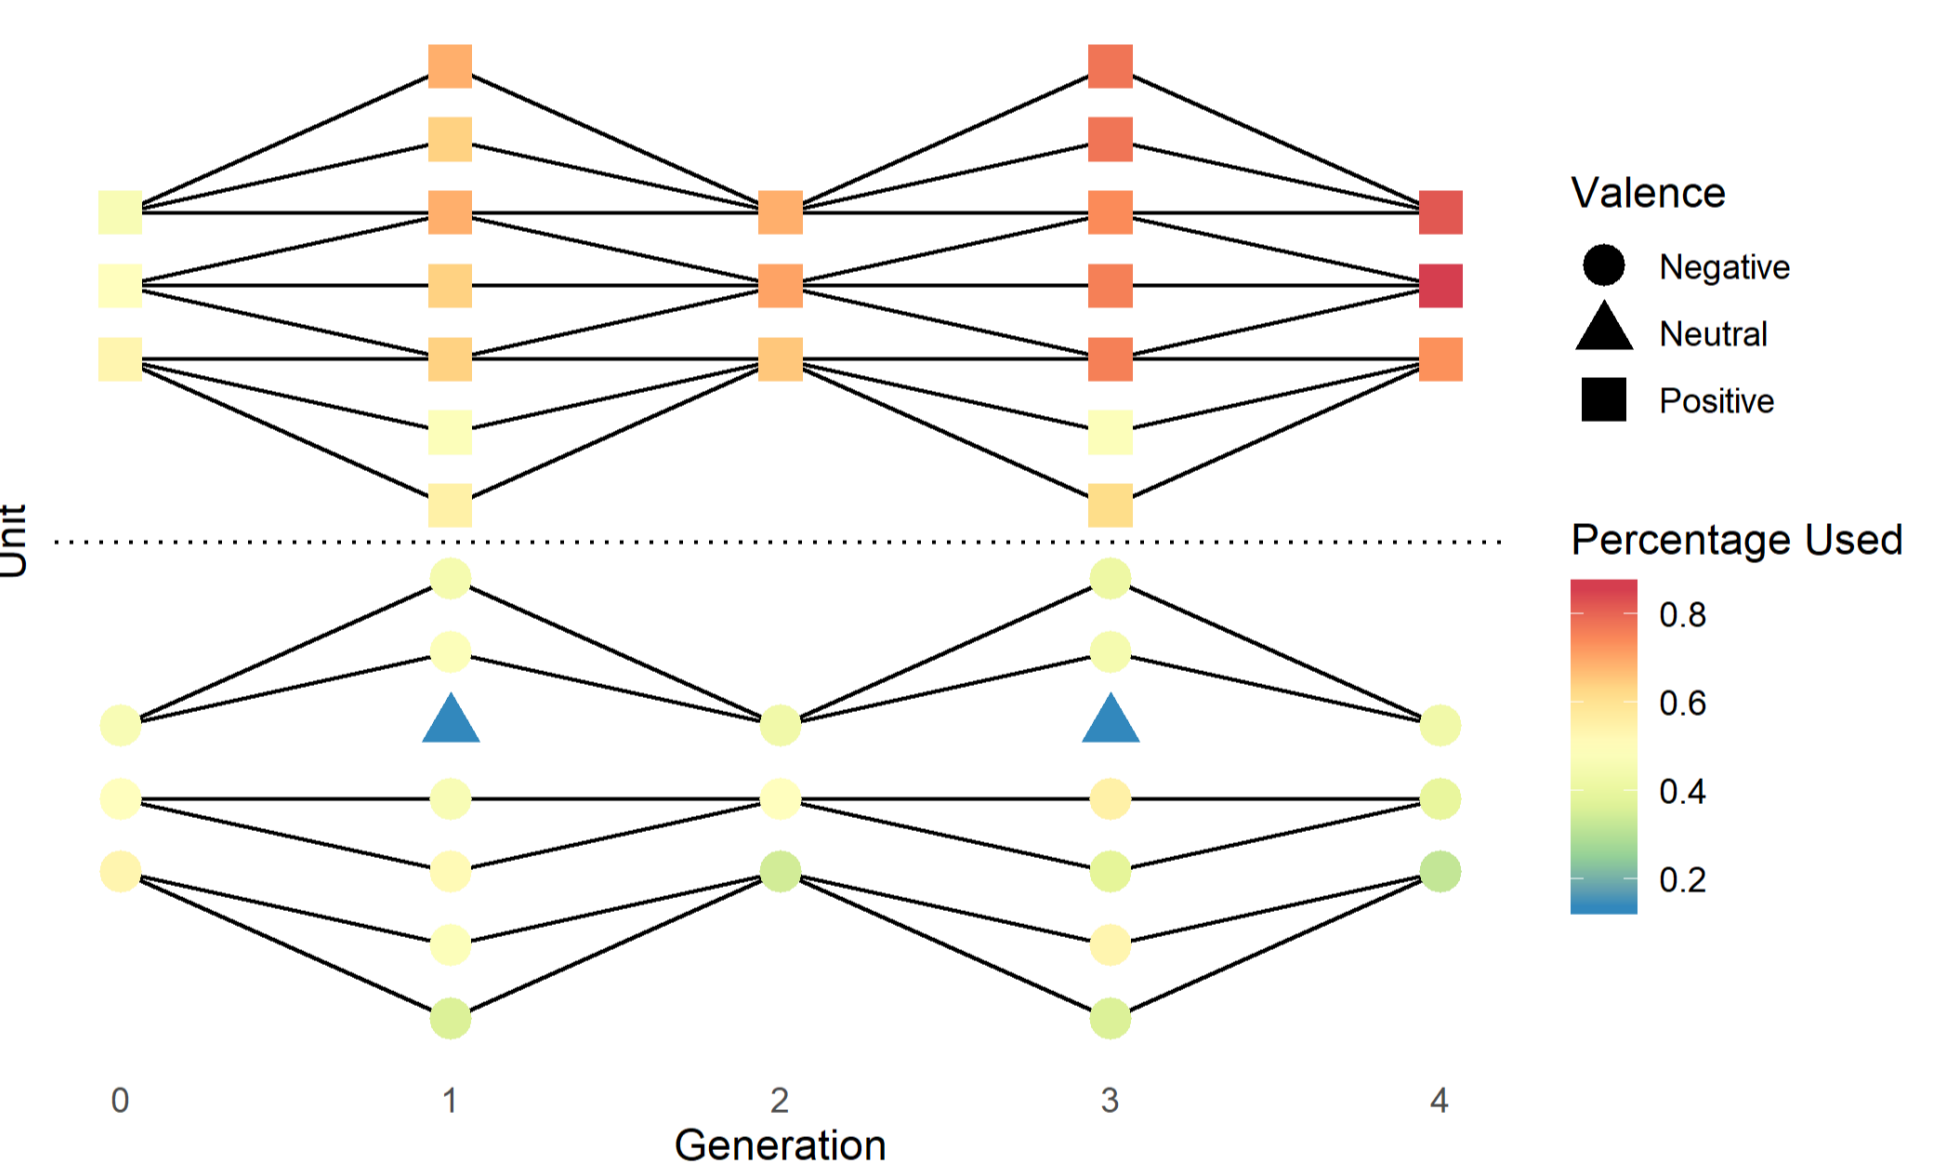 Unit
0
1
2
3
4
Generation
Valence
Negative
Neutral
Positive
Percentage Used
0.8
0.6
0.4
0.2